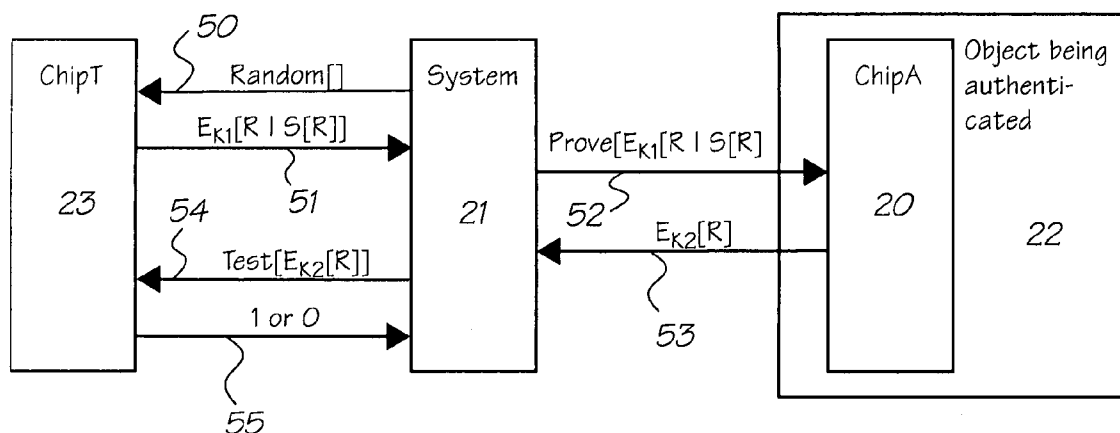 50
ChipT
Random[]
System
ChipA
Object being
authenti-
cated
E_K1[R | S[R]]
Prove[E_K1[R | S[R]
51
23
54
21
52
20
22
E_K2[R]
Test[E_K2[R]]
53
1 or 0
55